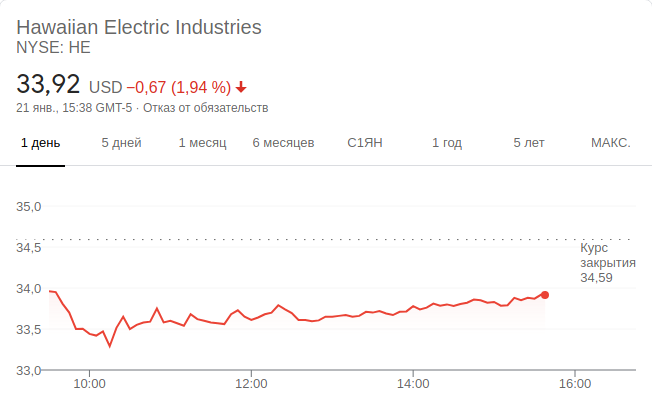 Hawaiian Electric Industries
NYSE: HE
33,92 USD −0,67 (1,94 %)
21 янв., 15:38 GMT-5 · Отказ от обязательств
1 день 5 дней 1 месяц 6 месяцев С1ЯН 1 год 5 лет МАКС.
35,0
34,5
34,0
33,5
33,0
Курс
закрытия
34,59
10:00 12:00 14:00 16:00